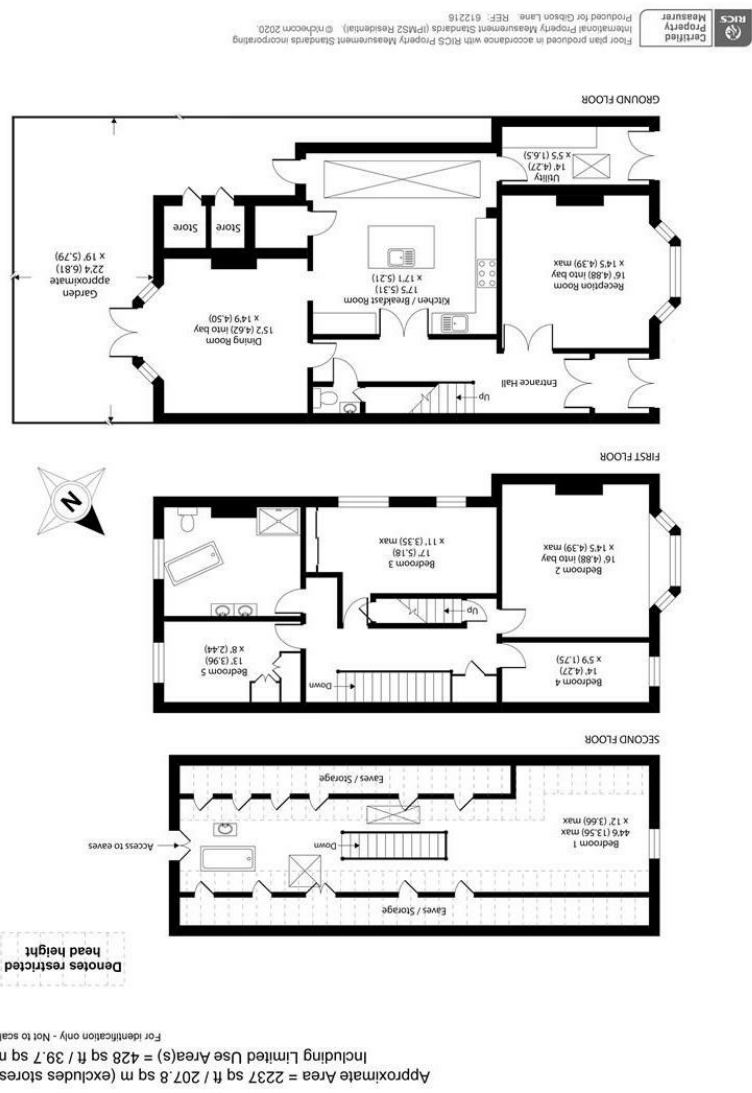 Approximate Area = 2237 sq ft / 207.8 sq m (excludes stores
Including Limited Use Area(s) = 428 sq ft / 39.7 sq m
For identification only - Not to scal
Denotes restricted
head height
Eaves / Storage
Bedroom 1
44'6 (13.56) max
x 12' (3.66) max
Down
Access to eaves
Eaves / Storage
SECOND FLOOR
Bedroom 4
14' (4.27)
x 5'9 (1.75)
Down
Bedroom 5
13' (3.96)
x 8' (2.44)
Up
Bedroom 2
16' (4.88) into bay
x 14'5 (4.39) max
Bedroom 3
17' (5.18)
x 11' (3.35) max
N
FIRST FLOOR
Entrance Hall
Up
Reception Room
16' (4.88) into bay
x 14'5 (4.39)
max
Kitchen / Breakfast Room
17'5 (5.31)
x 17'1 (5.21)
Dining Room
15'2 (4.62) into bay
x 14'9 (4.50)
Garden
22'4 (6.81)
approximate
x 19' (5.79)
Store
Store
Utility
14' (4.27)
x 5'5 (1.65)
GROUND FLOOR
RICS
Certified
Property
Measurer
Floor plan produced in accordance with RICS Property Measurement Standards incorporating
International Property Measurement Standards (IPMS2 Residential). © nichecom 2020.
Produced for Gibson Lane. REF: 612216